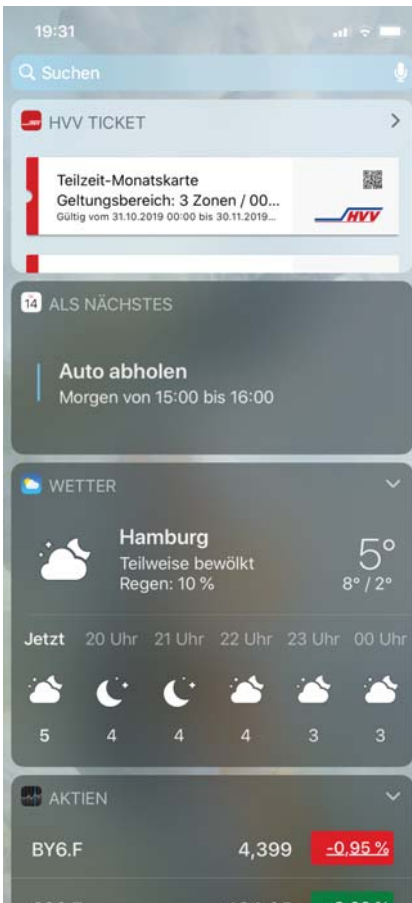 19:31
Suchen
HVV TICKET
Teilzeit-Monatskarte
Geltungsbereich: 3 Zonen / 00...
Gültig vom 31.10.2019 00:00 bis 30.11.2019...
HVV
14 ALS NÄCHSTES
Auto abholen
Morgen von 15:00 bis 16:00
WETTER
Hamburg
Teilweise bewölkt
Regen: 10 %
5°
8° / 2°
Jetzt 20 Uhr 21 Uhr 22 Uhr 23 Uhr 00 Uhr
5 4 4 4 3 3
AKTIEN
BY6.F 4,399 -0,95 %